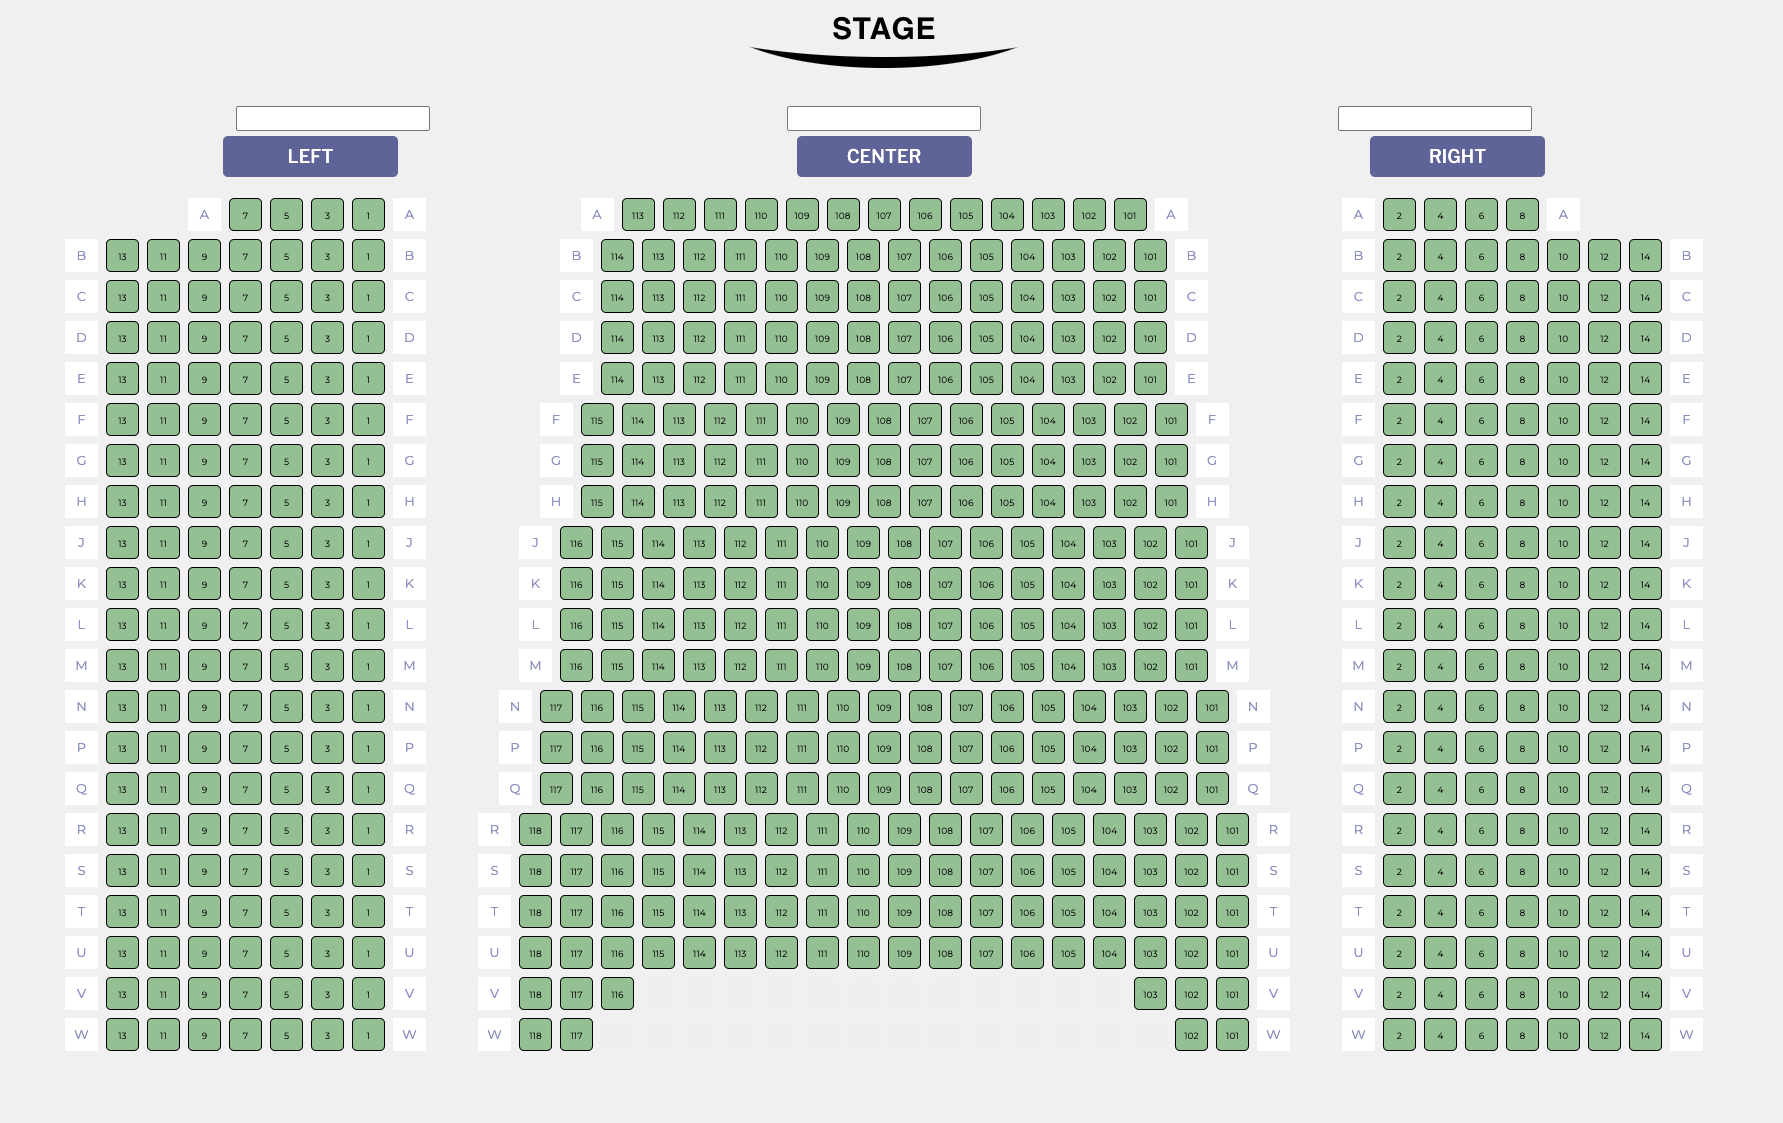 STAGE
LEFT CENTER RIGHT
A 7 5 3 1 A A 113 112 111 110 109 108 107 106 105 104 103 102 101 A A 2 4 6 8 A
B 13 11 9 7 5 3 1 B B 114 113 112 111 110 109 108 107 106 105 104 103 102 101 B B 2 4 6 8 10 12 14 B
C 13 11 9 7 5 3 1 C C 114 113 112 111 110 109 108 107 106 105 104 103 102 101 C C 2 4 6 8 10 12 14 C
D 13 11 9 7 5 3 1 D D 114 113 112 111 110 109 108 107 106 105 104 103 102 101 D D 2 4 6 8 10 12 14 D
E 13 11 9 7 5 3 1 E E 114 113 112 111 110 109 108 107 106 105 104 103 102 101 E E 2 4 6 8 10 12 14 E
F 13 11 9 7 5 3 1 F F 115 114 113 112 111 110 109 108 107 106 105 104 103 102 101 F F 2 4 6 8 10 12 14 F
G 13 11 9 7 5 3 1 G G 115 114 113 112 111 110 109 108 107 106 105 104 103 102 101 G G 2 4 6 8 10 12 14 G
H 13 11 9 7 5 3 1 H H 115 114 113 112 111 110 109 108 107 106 105 104 103 102 101 H H 2 4 6 8 10 12 14 H
J 13 11 9 7 5 3 1 J J 116 115 114 113 112 111 110 109 108 107 106 105 104 103 102 101 J J 2 4 6 8 10 12 14 J
K 13 11 9 7 5 3 1 K K 116 115 114 113 112 111 110 109 108 107 106 105 104 103 102 101 K K 2 4 6 8 10 12 14 K
L 13 11 9 7 5 3 1 L L 116 115 114 113 112 111 110 109 108 107 106 105 104 103 102 101 L L 2 4 6 8 10 12 14 L
M 13 11 9 7 5 3 1 M M 116 115 114 113 112 111 110 109 108 107 106 105 104 103 102 101 M M 2 4 6 8 10 12 14 M
N 13 11 9 7 5 3 1 N N 117 116 115 114 113 112 111 110 109 108 107 106 105 104 103 102 101 N N 2 4 6 8 10 12 14 N
P 13 11 9 7 5 3 1 P P 117 116 115 114 113 112 111 110 109 108 107 106 105 104 103 102 101 P P 2 4 6 8 10 12 14 P
Q 13 11 9 7 5 3 1 Q Q 117 116 115 114 113 112 111 110 109 108 107 106 105 104 103 102 101 Q Q 2 4 6 8 10 12 14 Q
R 13 11 9 7 5 3 1 R R 118 117 116 115 114 113 112 111 110 109 108 107 106 105 104 103 102 101 R R 2 4 6 8 10 12 14 R
S 13 11 9 7 5 3 1 S S 118 117 116 115 114 113 112 111 110 109 108 107 106 105 104 103 102 101 S S 2 4 6 8 10 12 14 S
T 13 11 9 7 5 3 1 T T 118 117 116 115 114 113 112 111 110 109 108 107 106 105 104 103 102 101 T T 2 4 6 8 10 12 14 T
U 13 11 9 7 5 3 1 U U 118 117 116 115 114 113 112 111 110 109 108 107 106 105 104 103 102 101 U U 2 4 6 8 10 12 14 U
V 13 11 9 7 5 3 1 V V 118 117 116 103 102 101 V V 2 4 6 8 10 12 14 V
W 13 11 9 7 5 3 1 W W 118 117 102 101 W W 2 4 6 8 10 12 14 W